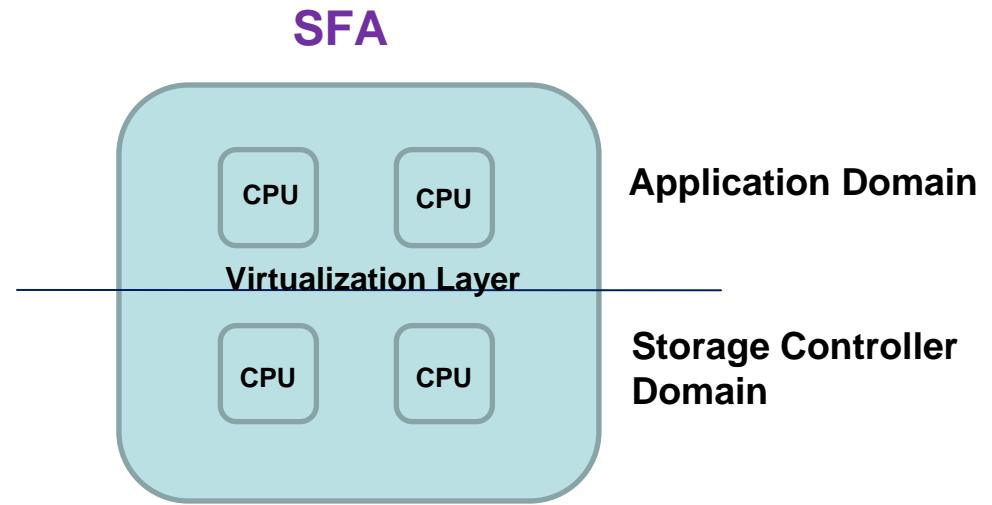 SFA
CPU
CPU
Application Domain
Virtualization Layer
CPU
CPU
Storage Controller
Domain